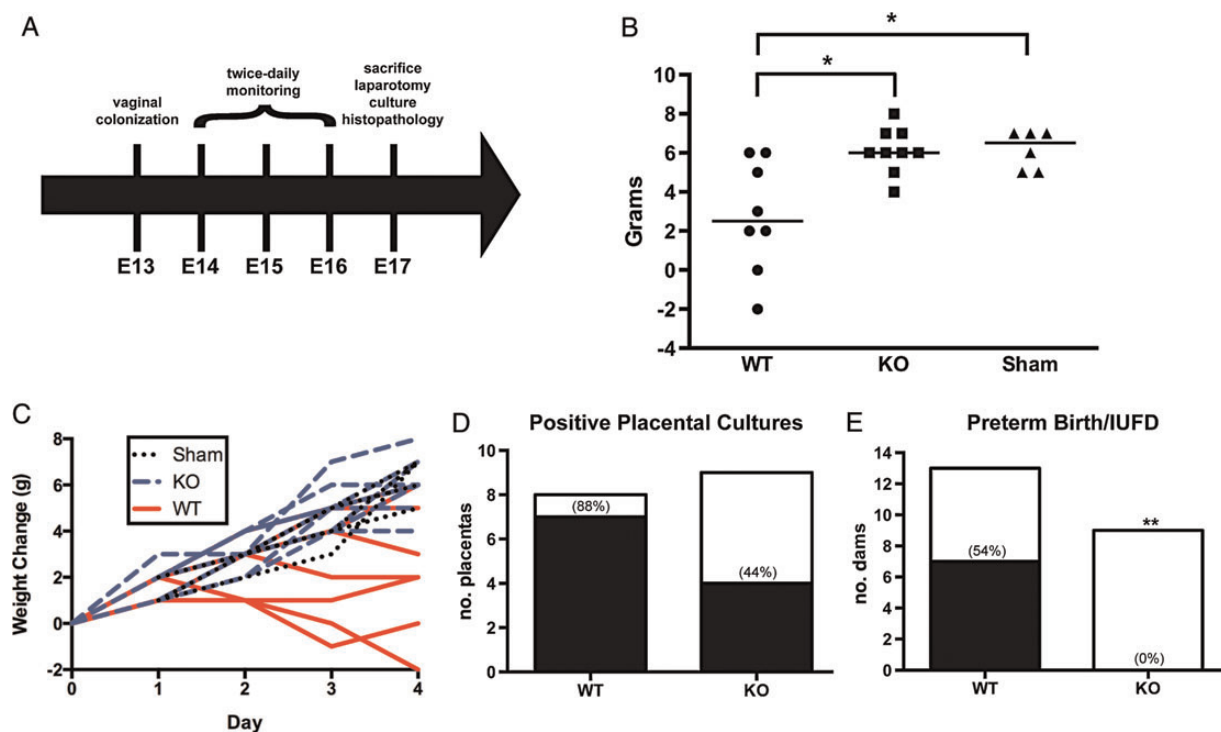 A
vaginal
colonization
twice-daily
monitoring
sacrifice
laparotomy
culture
histopathology
E13 E14 E15 E16 E17
B
*
*
Grams
10
8
6
4
2
0
-2
-4
WT KO Sham
C
Weight Change (g)
8
6
4
2
0
-2
Sham
KO
WT
0 1 2 3 4
Day
D
Positive Placental Cultures
no. placentas
10
8
6
4
2
0
(88%)
(44%)
WT KO
E
Preterm Birth/IUFD
no. dams
14
12
10
8
6
4
2
0
(54%)
**
(0%)
WT KO